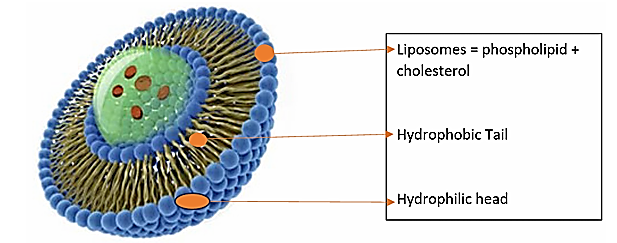 Liposomes = phospholipid +
cholesterol
Hydrophobic Tail
Hydrophilic head